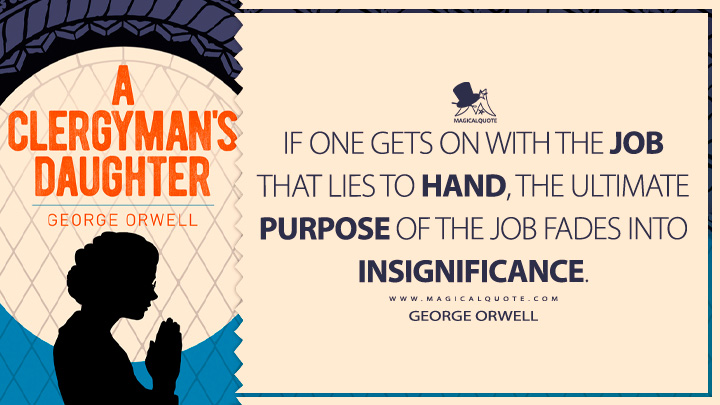 A
CLERGYMAN'S
DAUGHTER
GEORGE ORWELL
MAGICALQUOTE
IF ONE GETS ON WITH THE JOB
THAT LIES TO HAND, THE ULTIMATE
PURPOSE OF THE JOB FADES INTO
INSIGNIFICANCE.
WWW.MAGICALQUOTE.COM
GEORGE ORWELL